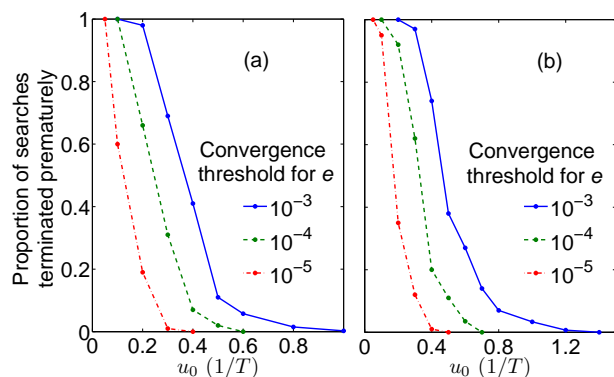 Proportion of searches
terminated prematurely
1
0.8
0.6
0.4
0.2
0
(a)
Convergence
threshold for e
10⁻³
10⁻⁴
10⁻⁵
0 0.2 0.4 0.6 0.8
u₀ (1/T)
(b)
Convergence
threshold for e
10⁻³
10⁻⁴
10⁻⁵
0 0.4 0.8 1.2
u₀ (1/T)